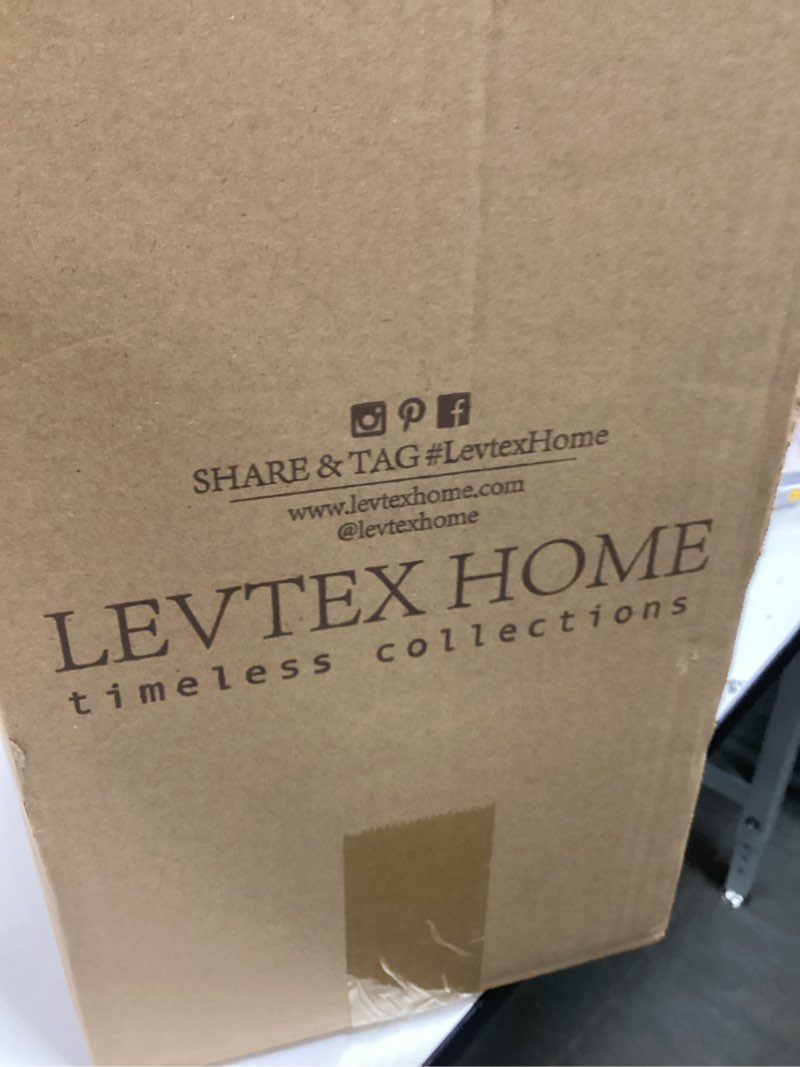 SHARE & TAG #LevtexHome
www.levtexhome.com
@levtexhome
LEVTEX HOME
timeless collections